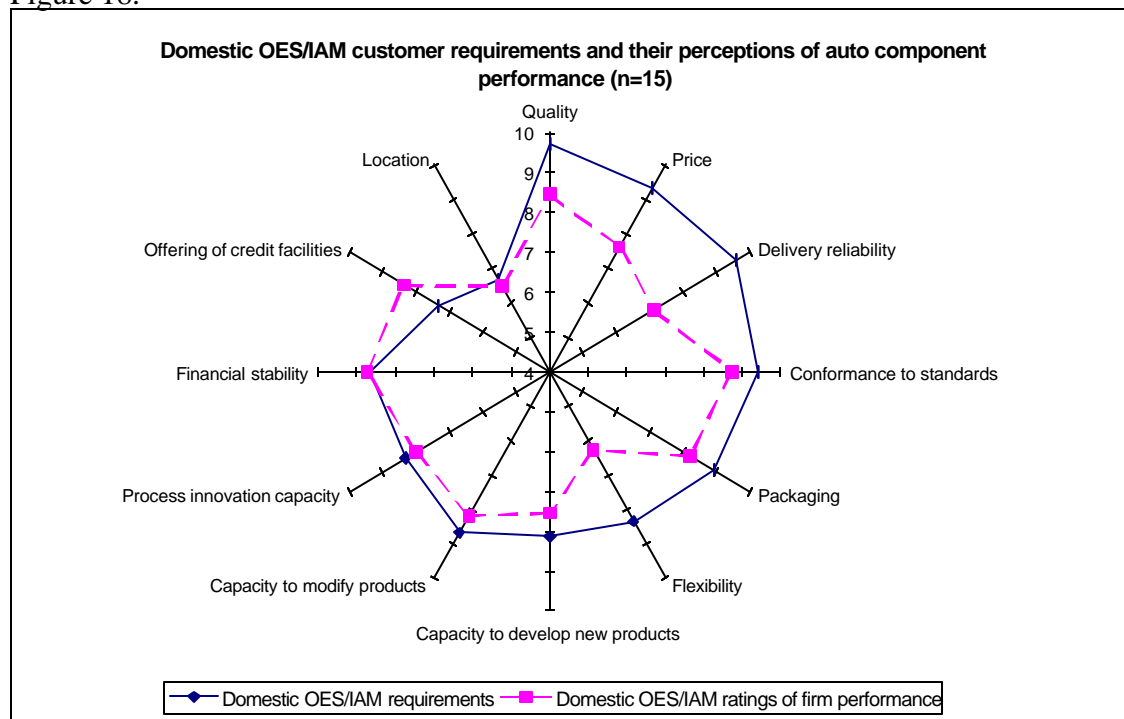 Figure 18:
Domestic OES/IAM customer requirements and their perceptions of auto component
performance (n=15)
Quality
10
Price
Location
9
8
Offering of credit facilities
Delivery reliability
7
6
5
Financial stability
4
Conformance to standards
Process innovation capacity
Packaging
Capacity to modify products
Flexibility
Capacity to develop new products
Domestic OES/IAM requirements
Domestic OES/IAM ratings of firm performance